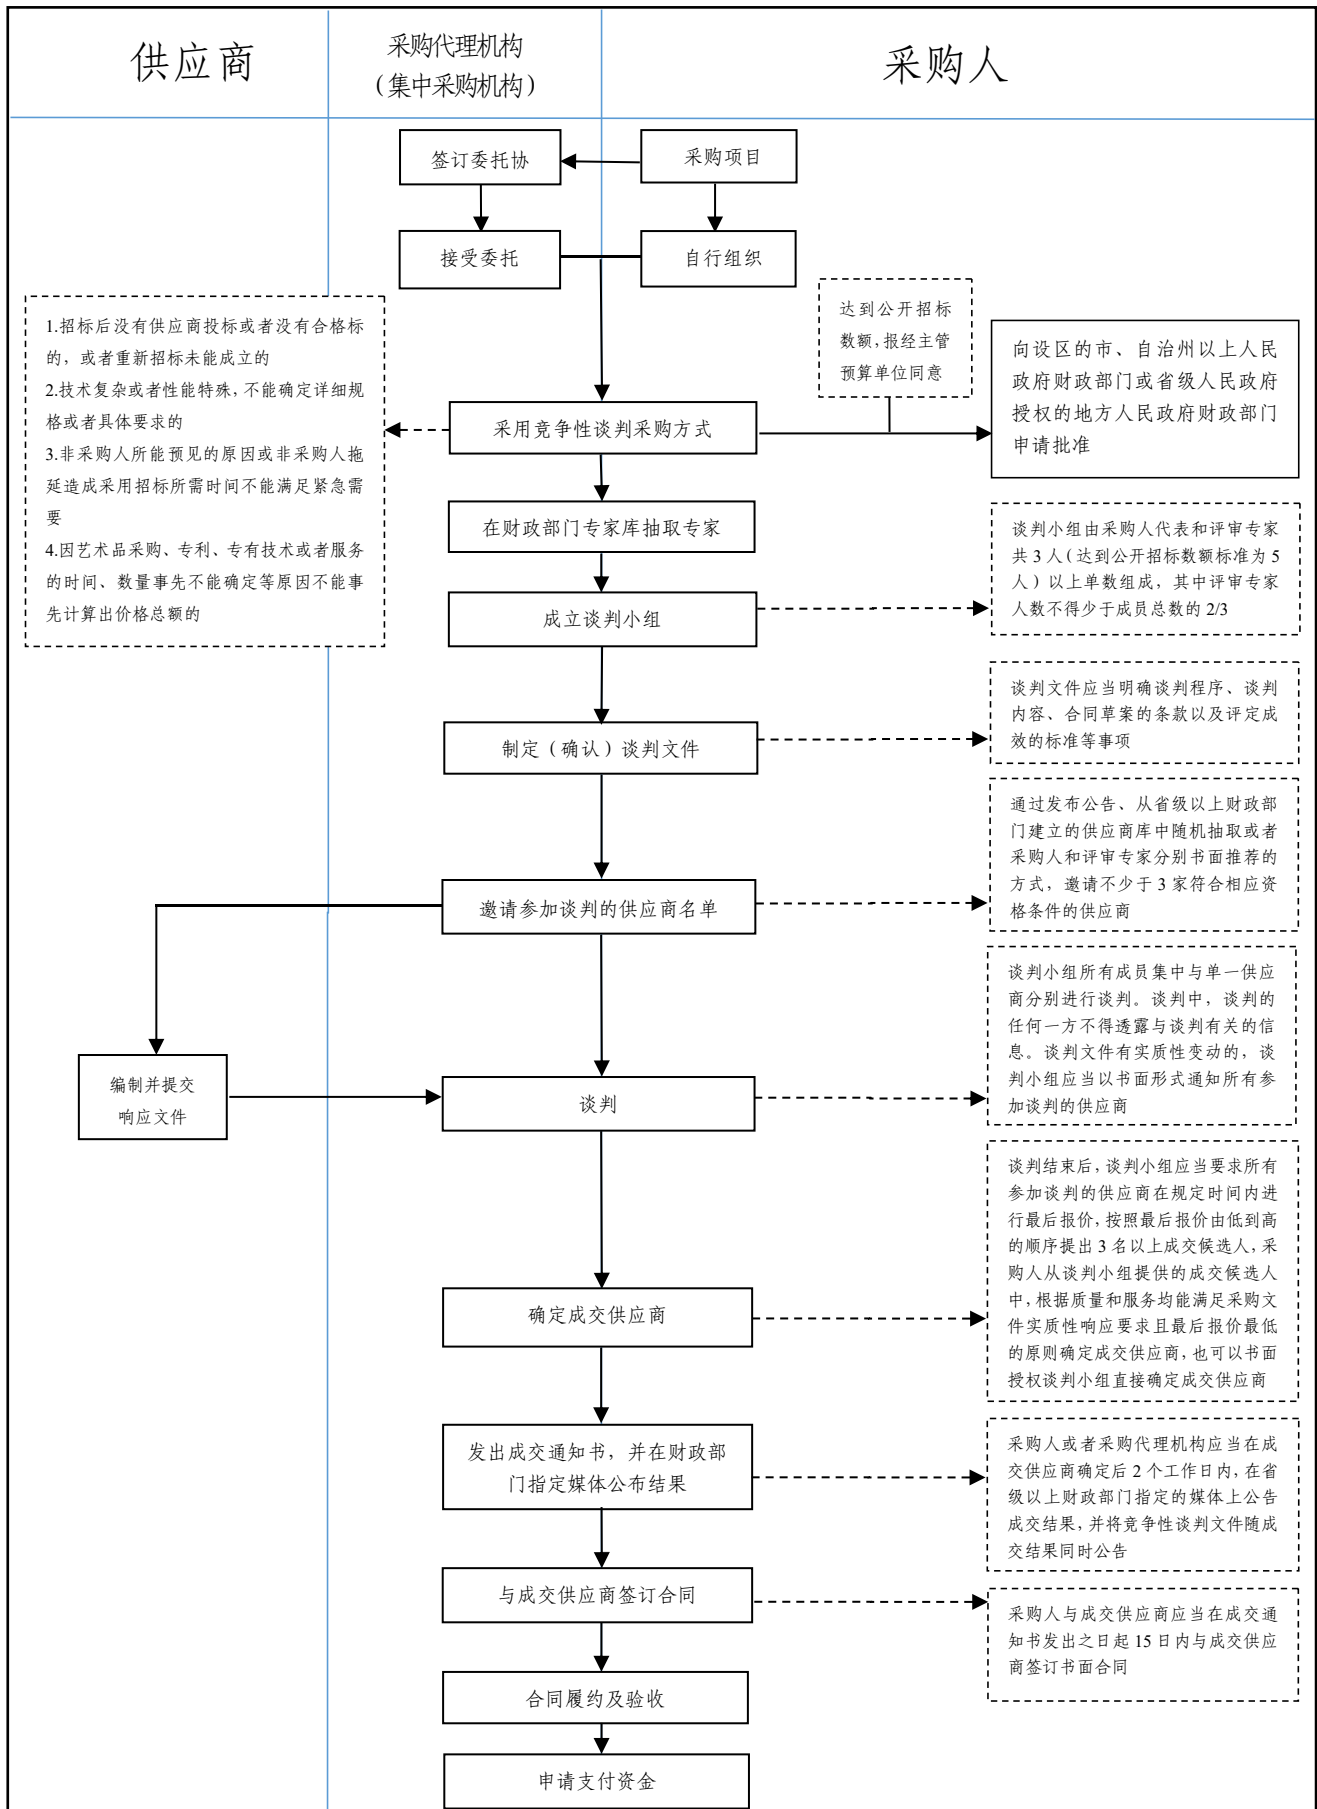 供应商
采购代理机构
（集中采购机构）
采购人
签订委托协
采购项目
接受委托
自行组织
达到公开招标
数额，报经主管
预算单位同意
1.招标后没有供应商投标或者没有合格标
的，或者重新招标未能成立的
2.技术复杂或者性能特殊，不能确定详细规
格或者具体要求的
3.非采购人所能预见的原因或非采购人拖
延造成采用招标所需时间不能满足紧急需
要
4.因艺术品采购、专利、专有技术或者服务
的时间、数量事先不能确定等原因不能事
先计算出价格总额的
采用竞争性谈判采购方式
向设区的市、自治州以上人民
政府财政部门或省级人民政府
授权的地方人民政府财政部门
申请批准
在财政部门专家库抽取专家
成立谈判小组
谈判小组由采购人代表和评审专家
共 3 人（达到公开招标数额标准为 5
人）以上单数组成，其中评审专家
人数不得少于成员总数的 2/3
制定（确认）谈判文件
谈判文件应当明确谈判程序、谈判
内容、合同草案的条款以及评定成
效的标准等事项
邀请参加谈判的供应商名单
通过发布公告、从省级以上财政部
门建立的供应商库中随机抽取或者
采购人和评审专家分别书面推荐的
方式，邀请不少于 3 家符合相应资
格条件的供应商
编制并提交
响应文件
谈判
谈判小组所有成员集中与单一供应
商分别进行谈判。谈判中，谈判的
任何一方不得透露与谈判有关的信
息。谈判文件有实质性变动的，谈
判小组应当以书面形式通知所有参
加谈判的供应商
确定成交供应商
谈判结束后，谈判小组应当要求所有
参加谈判的供应商在规定时间内进
行最后报价，按照最后报价由低到高
的顺序提出 3 名以上成交候选人，采
购人从谈判小组提供的成交候选人
中，根据质量和服务均能满足采购文
件实质性响应要求且最后报价最低
的原则确定成交供应商，也可以书面
授权谈判小组直接确定成交供应商
发出成交通知书，并在财政部
门指定媒体公布结果
采购人或者采购代理机构应当在成
交供应商确定后 2 个工作日内，在省
级以上财政部门指定的媒体上公告
成交结果，并将竞争性谈判文件随成
交结果同时公告
与成交供应商签订合同
采购人与成交供应商应当在成交通
知书发出之日起 15 日内与成交供应
商签订书面合同
合同履约及验收
申请支付资金